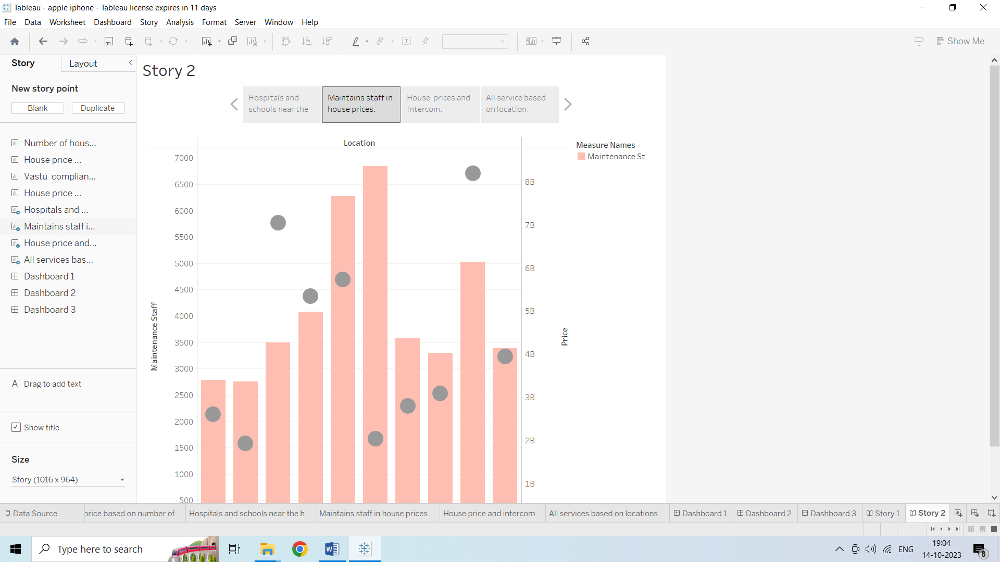 Tableau - apple iphone - Tableau license expires in 11 days
File Data Worksheet Dashboard Story Analysis Format Server Window Help
Show Me
Story Layout
New story point
Blank Duplicate
Number of hous...
House price ...
Vastu complian...
House price ...
Hospitals and ...
Maintains staff i...
House price and...
All services bas...
Dashboard 1
Dashboard 2
Dashboard 3
A Drag to add text
Show title
Size
Story (1016 x 964)
Story 2
Hospitals and
schools near the
Maintains staff in
house prices.
House prices and
Intercom.
All service based
on location.
Location
Maintenance Staff
7000
6500
6000
5500
5000
4500
4000
3500
3000
2500
2000
1500
1000
500
8B
7B
6B
5B
4B
3B
2B
1B
Price
Measure Names
Maintenance St..
Data Source price based on number of... Hospitals and schools near the h... Maintains staff in house prices. House price and intercom. All services based on locations. Dashboard 1 Dashboard 2 Dashboard 3 Story 1 Story 2
Type here to search
ENG
19:04
14-10-2023
8